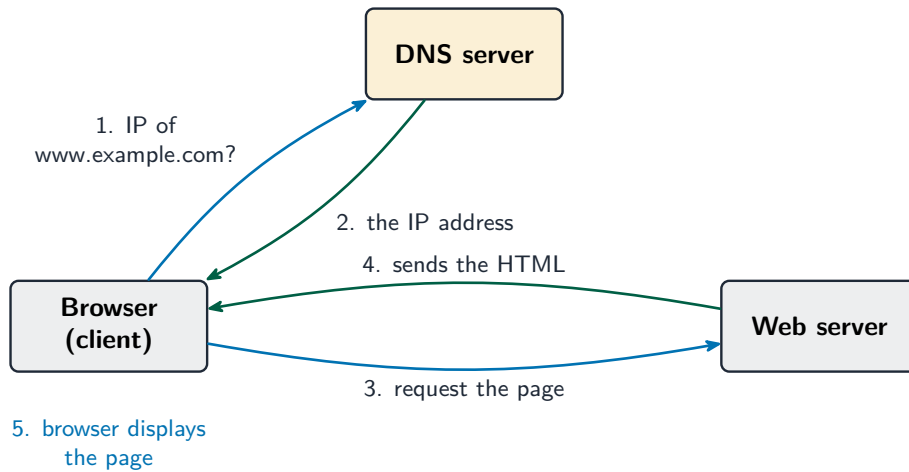 DNS server
1. IP of
www.example.com?
2. the IP address
4. sends the HTML
Browser
(client)
Web server
3. request the page
5. browser displays
the page